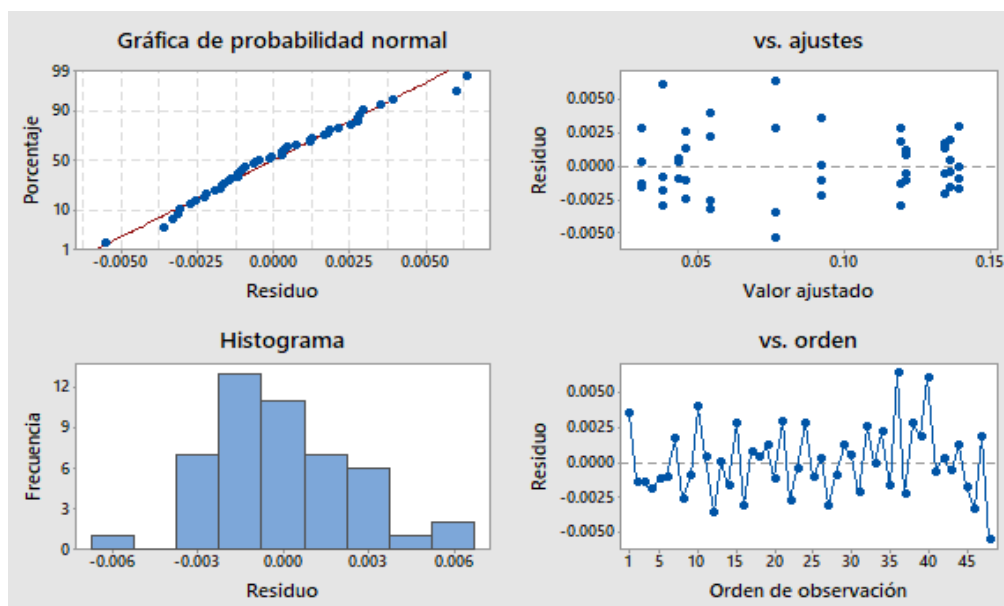 Gráfica de probabilidad normal
99
90
50
10
1
Porcentaje
-0.0050 -0.0025 0.0000 0.0025 0.0050
Residuo
vs. ajustes
0.0050
0.0025
0.0000
-0.0025
-0.0050
Residuo
0.05 0.10 0.15
Valor ajustado
Histograma
12
9
6
3
0
Frecuencia
-0.006 -0.003 0.000 0.003 0.006
Residuo
vs. orden
0.0050
0.0025
0.0000
-0.0025
-0.0050
Residuo
1 5 10 15 20 25 30 35 40 45
Orden de observación